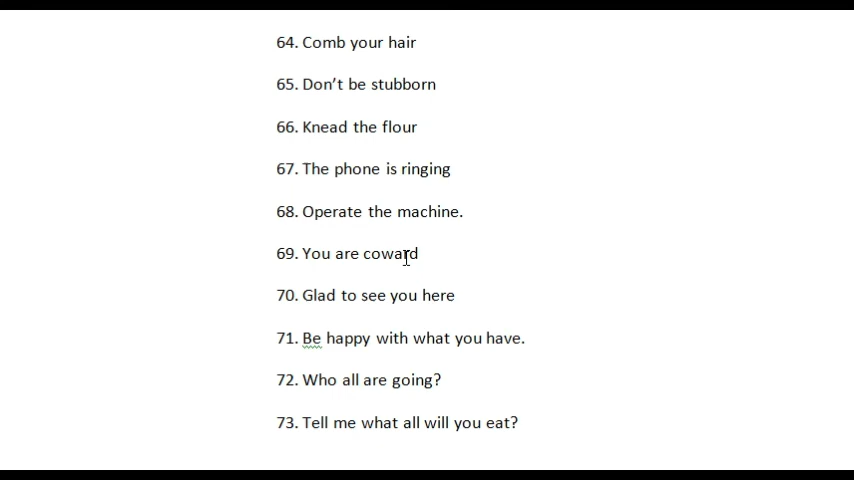 64. Comb your hair
65. Don’t be stubborn
66. Knead the flour
67. The phone is ringing
68. Operate the machine.
69. You are coward
70. Glad to see you here
71. Be happy with what you have.
72. Who all are going?
73. Tell me what all will you eat?